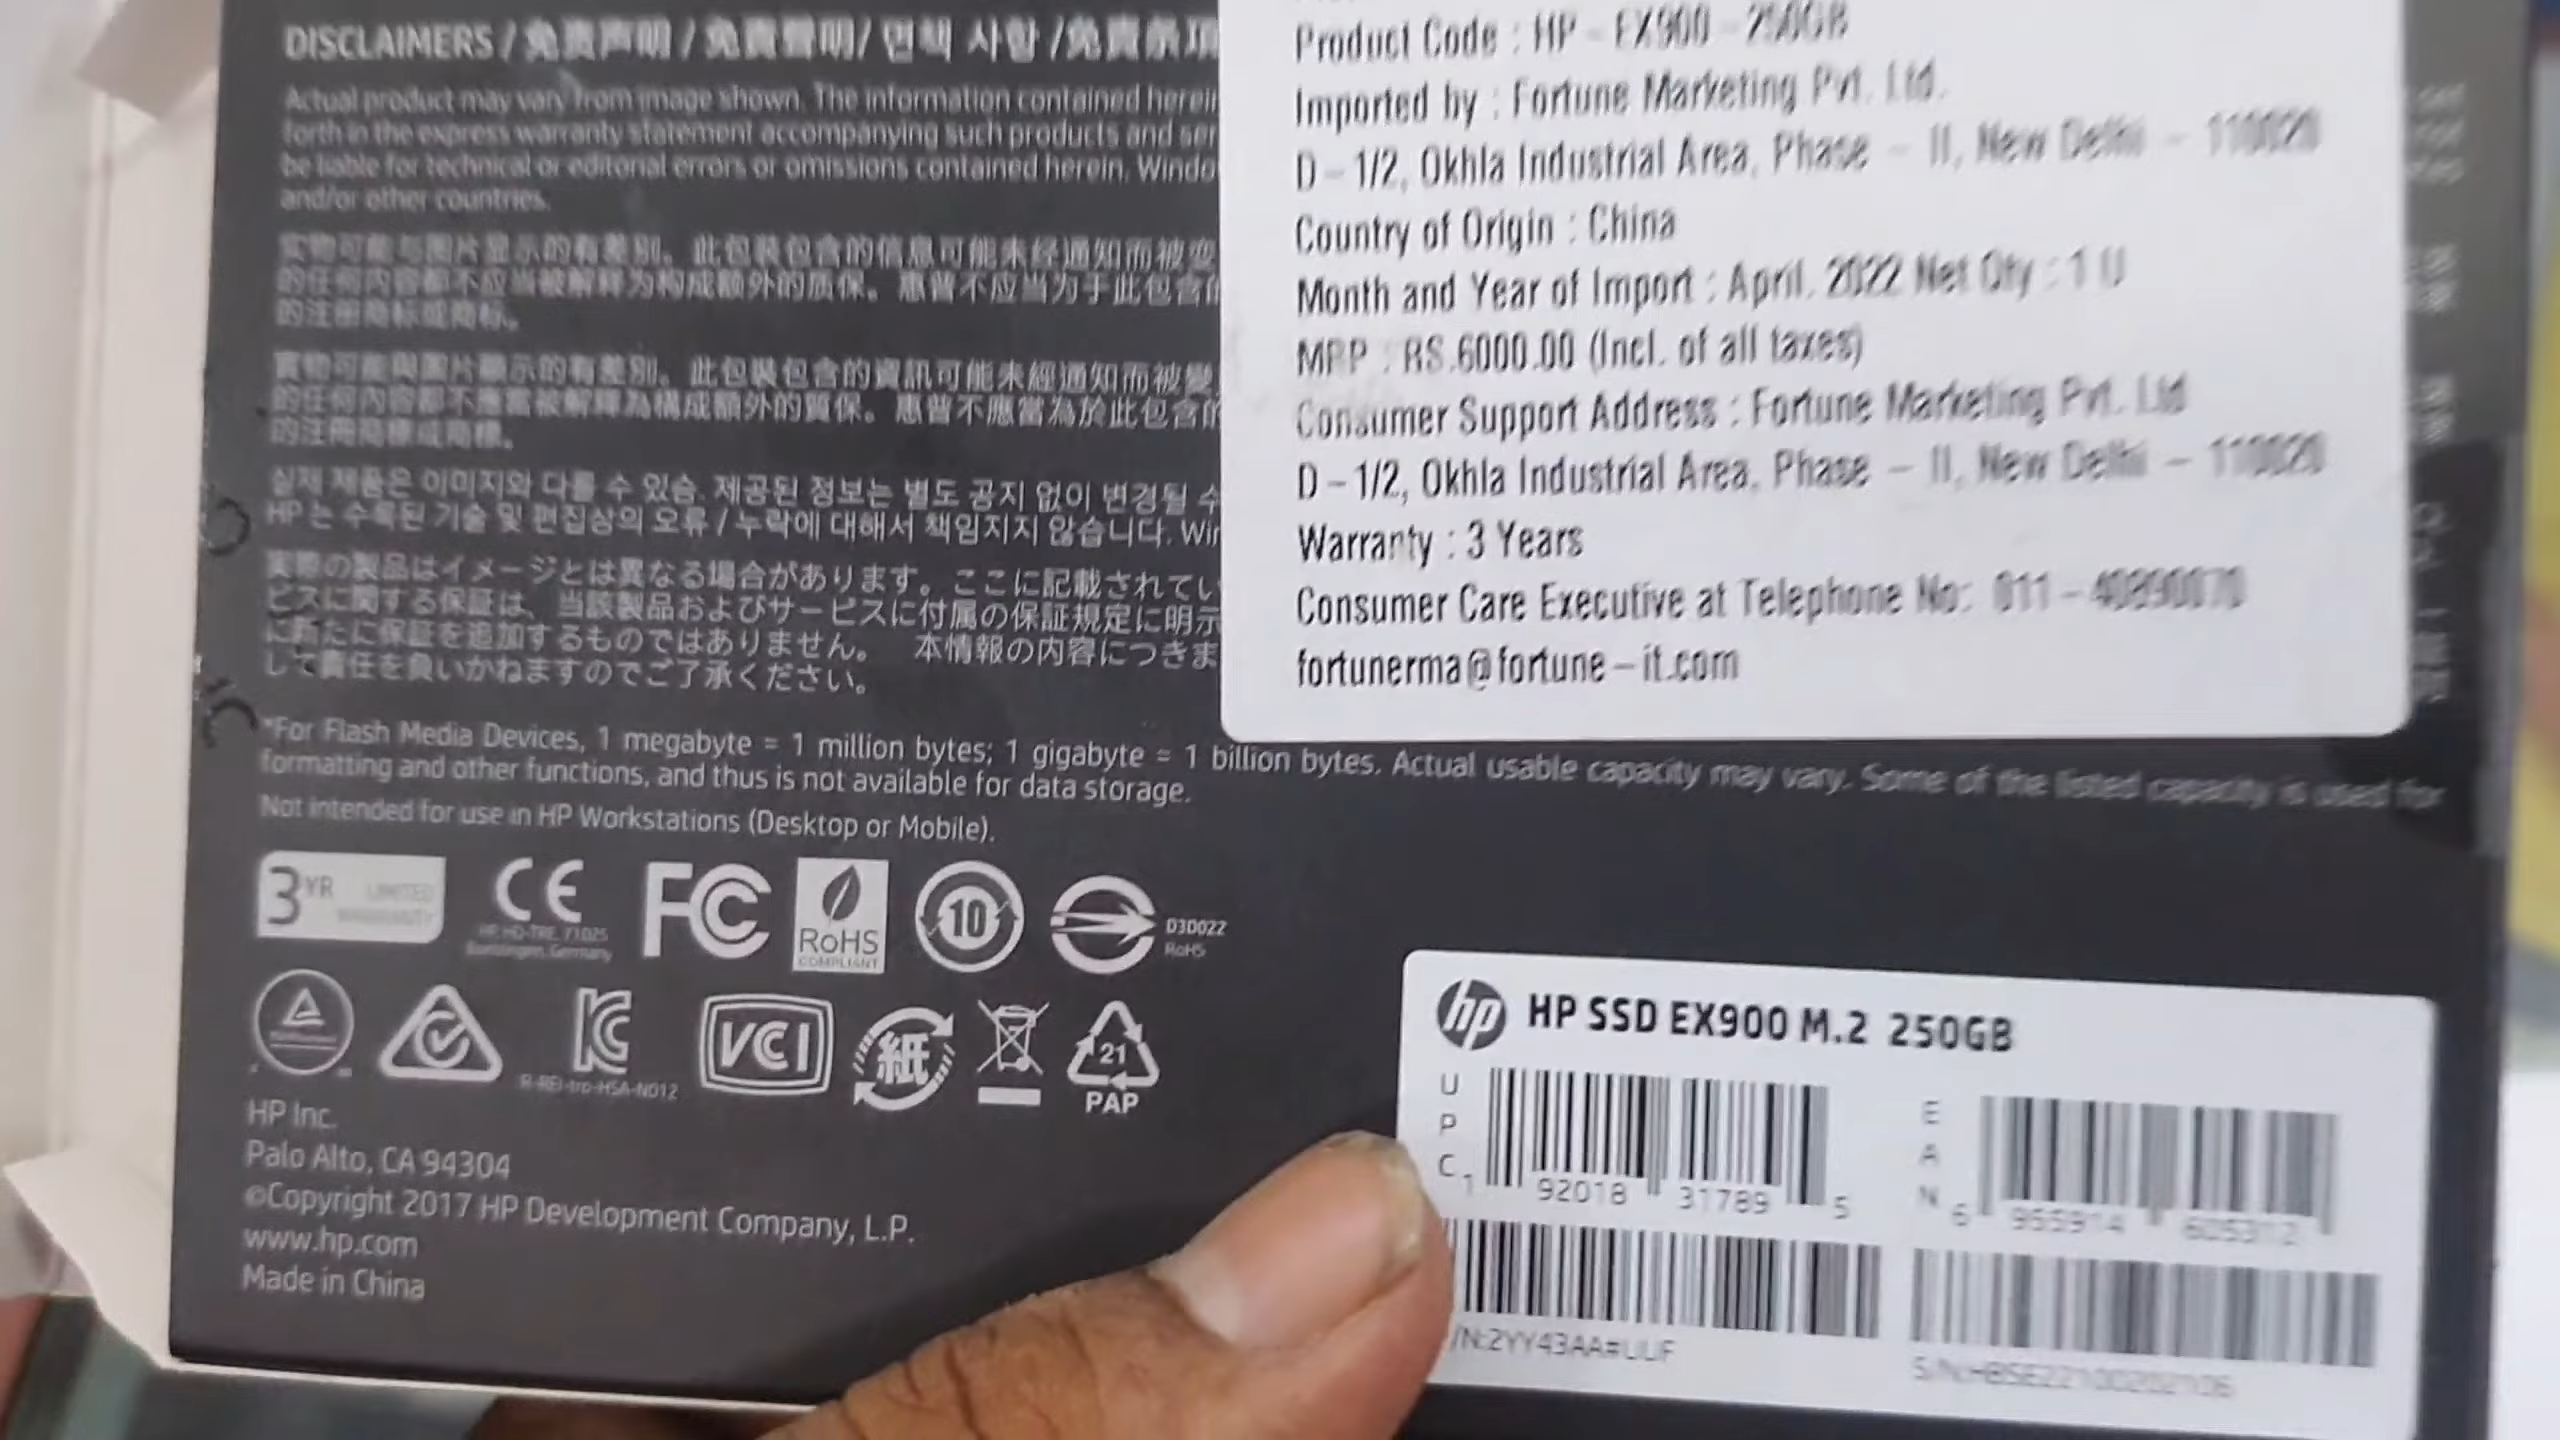 DISCLAIMERS / 免责声明 / 免責聲明/ 면책 사항 /免責条項
Actual product may vary from image shown. The information contained herein
forth in the express warranty statement accompanying such products and ser
be liable for technical or editorial errors or omissions contained herein. Windo
and/or other countries.
实物可能与图片显示的有差别。此包装包含的信息可能未经通知而被变
的任何内容都不应当被解释为构成额外的质保。惠普不应当为于此包含的
的注册商标或商标。
實物可能與圖片顯示的有差別。此包裝包含的資訊可能未經通知而被變
的任何內容都不應當被解釋為構成額外的質保。惠普不應當為於此包含的
的注冊商標或商標。
실제 제품은 이미지와 다를 수 있슴. 제공된 정보는 별도 공지 없이 변경될 수
HP는 수록된 기술 및 편집상의 오류 / 누락에 대해서 책임지지 않습니다. Wir
実際の製品はイメージとは異なる場合があります。ここに記載されてい
ビスに関する保証は、当該製品およびサービスに付属の保証規定に明示
に新たに保証を追加するものではありません。 本情報の内容につきま
して責任を負いかねますのでご了承ください。
*For Flash Media Devices, 1 megabyte = 1 million bytes; 1 gigabyte = 1 billion bytes. Actual usable capacity may vary. Some of the listed capacity is used for
formatting and other functions, and thus is not available for data storage.
Not intended for use in HP Workstations (Desktop or Mobile).
3 YR LIMITED
WARRANTY
CE
HP, HQ-TRE, 71025
Boeblingen, Germany
FC
RoHS
COMPLIANT
10
D3D022
RoHS
KC
R-REI-trp-HSA-N012
VCI
紙
21
PAP
HP Inc.
Palo Alto, CA 94304
©Copyright 2017 HP Development Company, L.P.
www.hp.com
Made in China
Product Code : HP - EX900 - 250GB
Imported by : Fortune Marketing Pvt. Ltd.
D – 1/2, Okhla Industrial Area, Phase – II, New Delhi – 110020
Country of Origin : China
Month and Year of Import : April. 2022 Net Qty : 1 U
MRP : RS.6000.00 (Incl. of all taxes)
Consumer Support Address : Fortune Marketing Pvt. Ltd
D – 1/2, Okhla Industrial Area, Phase – II, New Delhi – 110020
Warranty : 3 Years
Consumer Care Executive at Telephone No: 011 – 40890070
fortunerma@fortune – it.com
hp HP SSD EX900 M.2 250GB
UPC
1 92018 31789 5
EAN
6 955914 605312
/N:2YY43AA#UUF